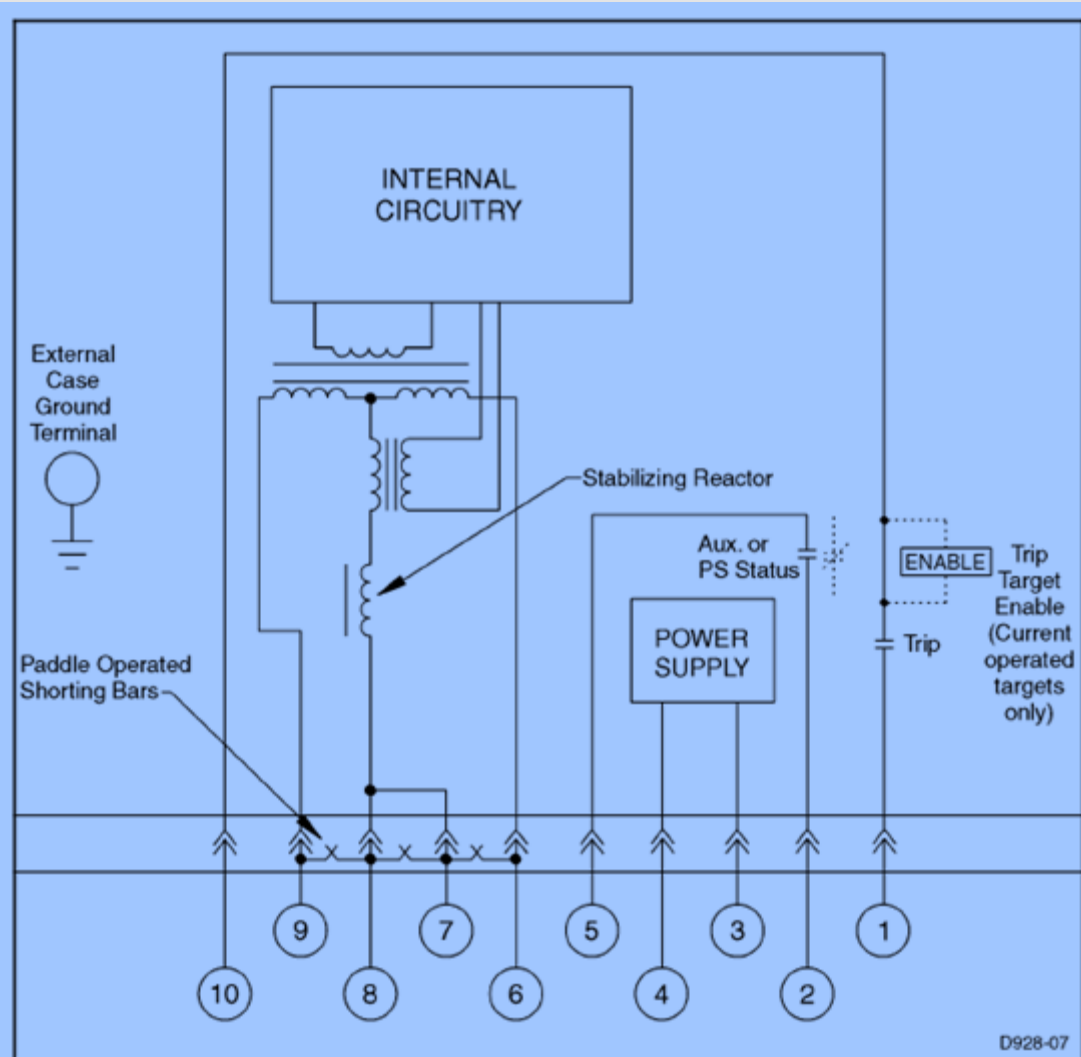 INTERNAL
CIRCUITRY
External
Case
Ground
Terminal
Stabilizing Reactor
Aux. or
PS Status
ENABLE
Trip
Target
Enable
(Current
operated
targets
only)
Trip
POWER
SUPPLY
Paddle Operated
Shorting Bars
9
7
5
3
1
10
8
6
4
2
D928-07